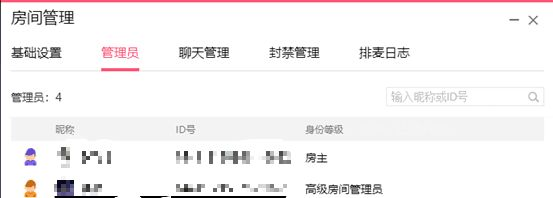 房间管理
基础设置 管理员 聊天管理 封禁管理 排麦日志
管理员：4 输入昵称或ID号
昵称 ID号 身份等级
房主
高级房间管理员